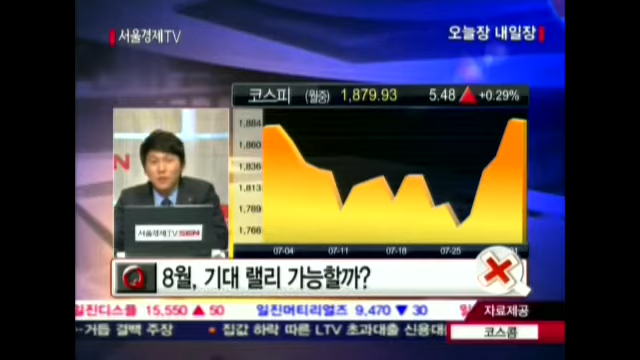 서울경제TV
오늘장 내일장
코스피 (월중) 1,879.93 5.48 ▲ +0.29%
1,884
1,860
1,836
1,813
1,789
1,766
07-04 07-11 07-18 07-25
서울경제TV SEN
8월, 기대 랠리 가능할까?
일진디스플 15,550 ▲ 50 일진머티리얼즈 9,470 ▼ 30
자료제공
코스콤
거듭 결백 주장 • 집값 하락 따른 LTV 초과대출 신용대